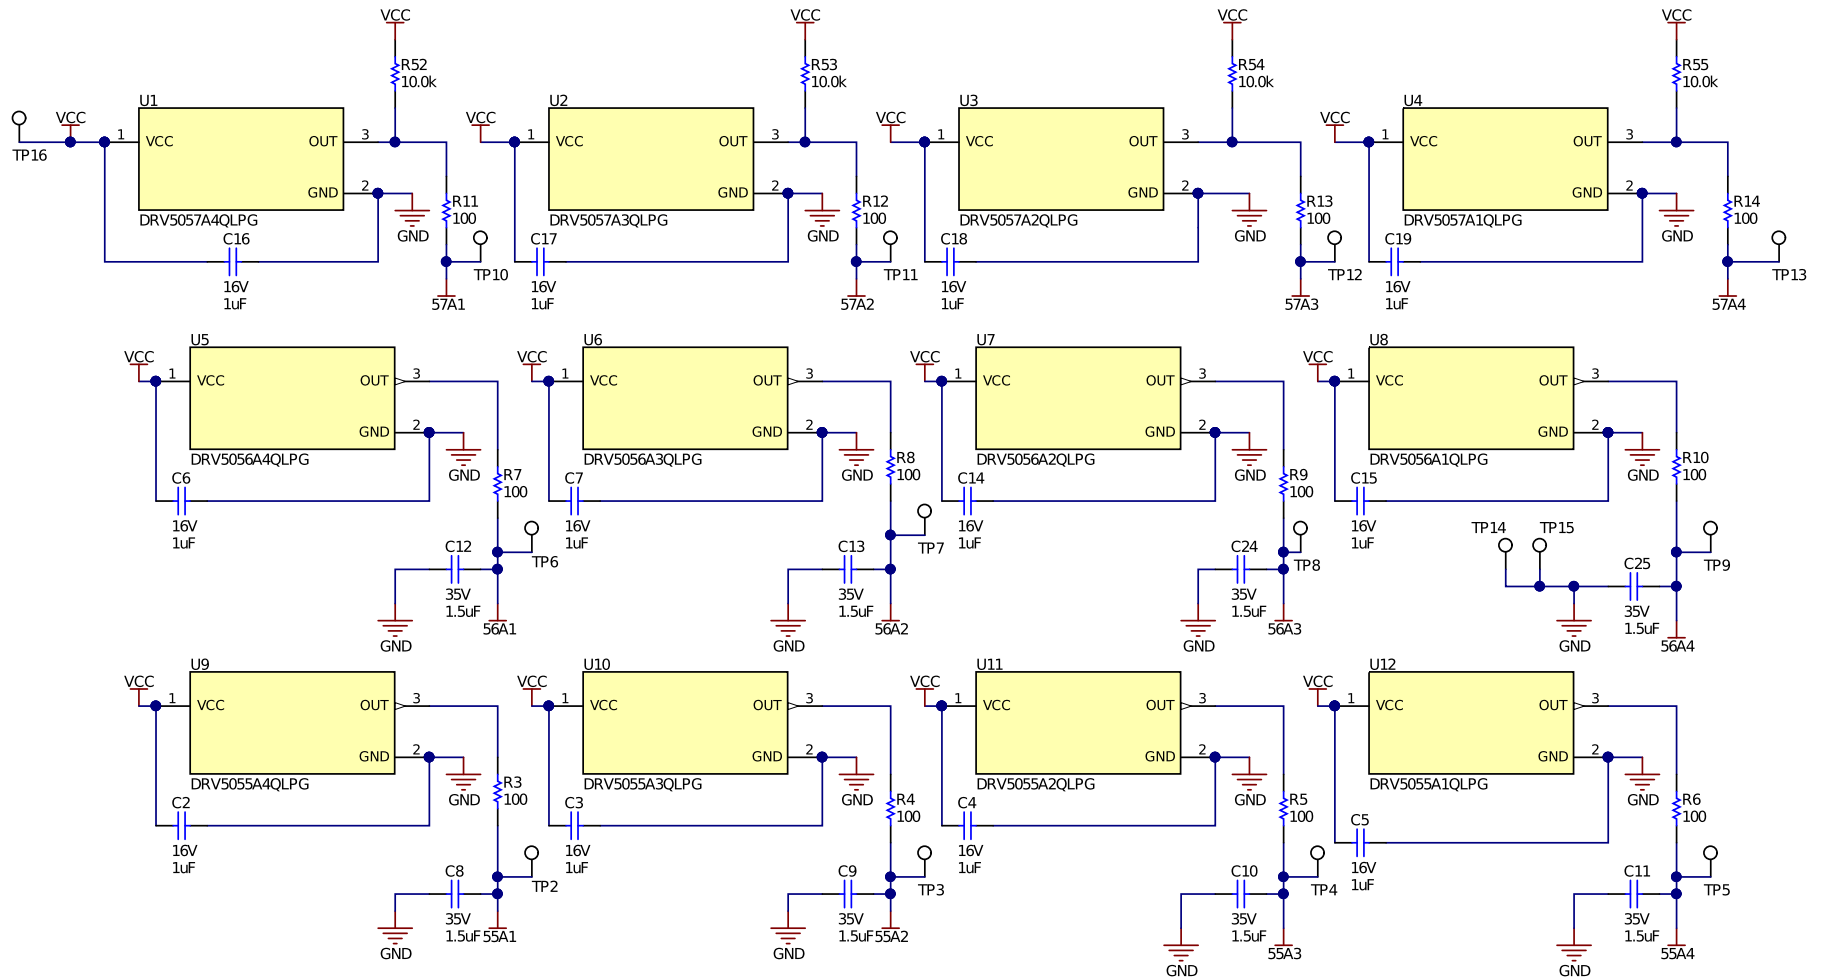 VCC
VCC
VCC
VCC
R52
10.0k
R53
10.0k
R54
10.0k
R55
10.0k
TP16
VCC
U1
1
VCC
OUT
3
GND
2
DRV5057A4QLPG
GND
C16
16V
1uF
R11
100
TP10
57A1
VCC
U2
1
VCC
OUT
3
GND
2
DRV5057A3QLPG
GND
C17
16V
1uF
R12
100
TP11
57A2
VCC
U3
1
VCC
OUT
3
GND
2
DRV5057A2QLPG
GND
C18
16V
1uF
R13
100
TP12
57A3
VCC
U4
1
VCC
OUT
3
GND
2
DRV5057A1QLPG
GND
C19
16V
1uF
R14
100
TP13
57A4
VCC
U5
1
VCC
OUT
3
GND
2
DRV5056A4QLPG
GND
C6
16V
1uF
R7
100
TP6
C12
35V
1.5uF
GND
56A1
VCC
U6
1
VCC
OUT
3
GND
2
DRV5056A3QLPG
GND
C7
16V
1uF
R8
100
TP7
C13
35V
1.5uF
GND
56A2
VCC
U7
1
VCC
OUT
3
GND
2
DRV5056A2QLPG
GND
C14
16V
1uF
R9
100
TP8
C24
35V
1.5uF
GND
56A3
VCC
U8
1
VCC
OUT
3
GND
2
DRV5056A1QLPG
GND
C15
16V
1uF
R10
100
TP14
TP15
TP9
C25
35V
1.5uF
GND
56A4
VCC
U9
1
VCC
OUT
3
GND
2
DRV5055A4QLPG
GND
C2
16V
1uF
R3
100
TP2
C8
35V
1.5uF
GND
55A1
VCC
U10
1
VCC
OUT
3
GND
2
DRV5055A3QLPG
GND
C3
16V
1uF
R4
100
TP3
C9
35V
1.5uF
GND
55A2
VCC
U11
1
VCC
OUT
3
GND
2
DRV5055A2QLPG
GND
C4
16V
1uF
R5
100
TP4
C10
35V
1.5uF
GND
55A3
VCC
U12
1
VCC
OUT
3
GND
2
DRV5055A1QLPG
GND
C5
16V
1uF
R6
100
TP5
C11
35V
1.5uF
GND
55A4